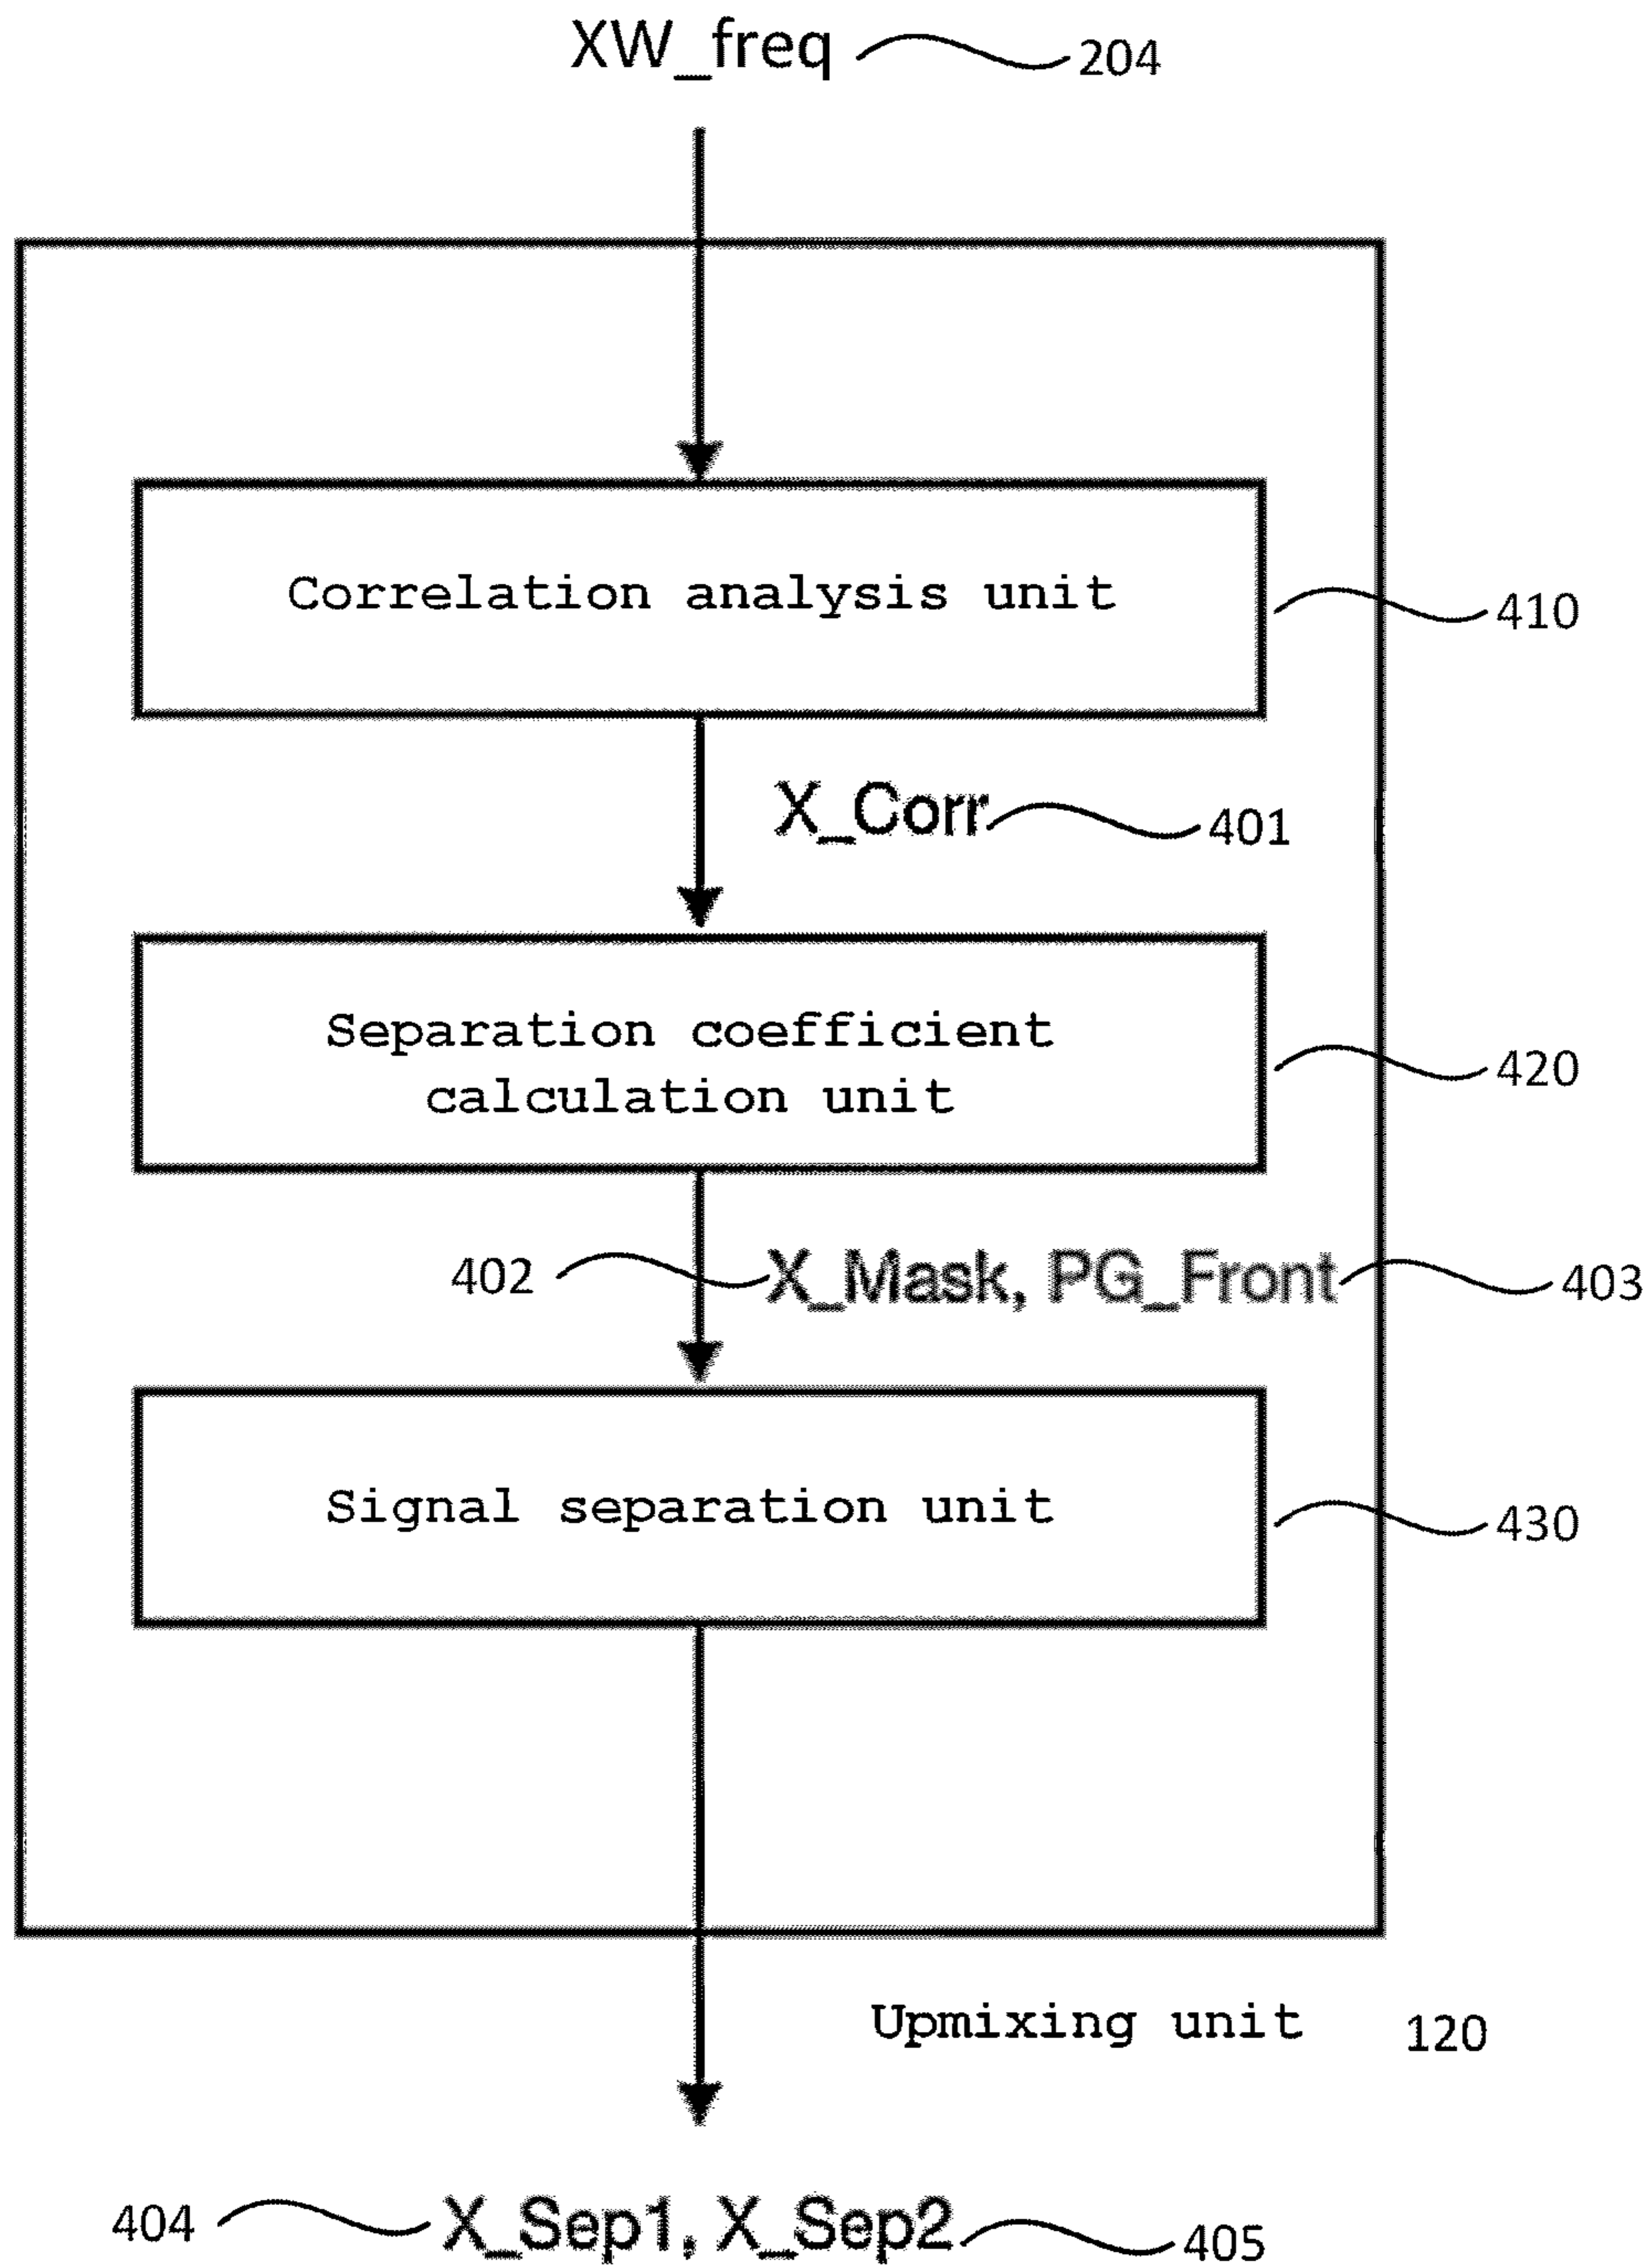 XW_freq 204
Correlation analysis unit
410
X_Corr 401
Separation coefficient
calculation unit
420
402 X_Mask, PG_Front 403
Signal separation unit
430
Upmixing unit 120
404 X_Sep1, X_Sep2 405